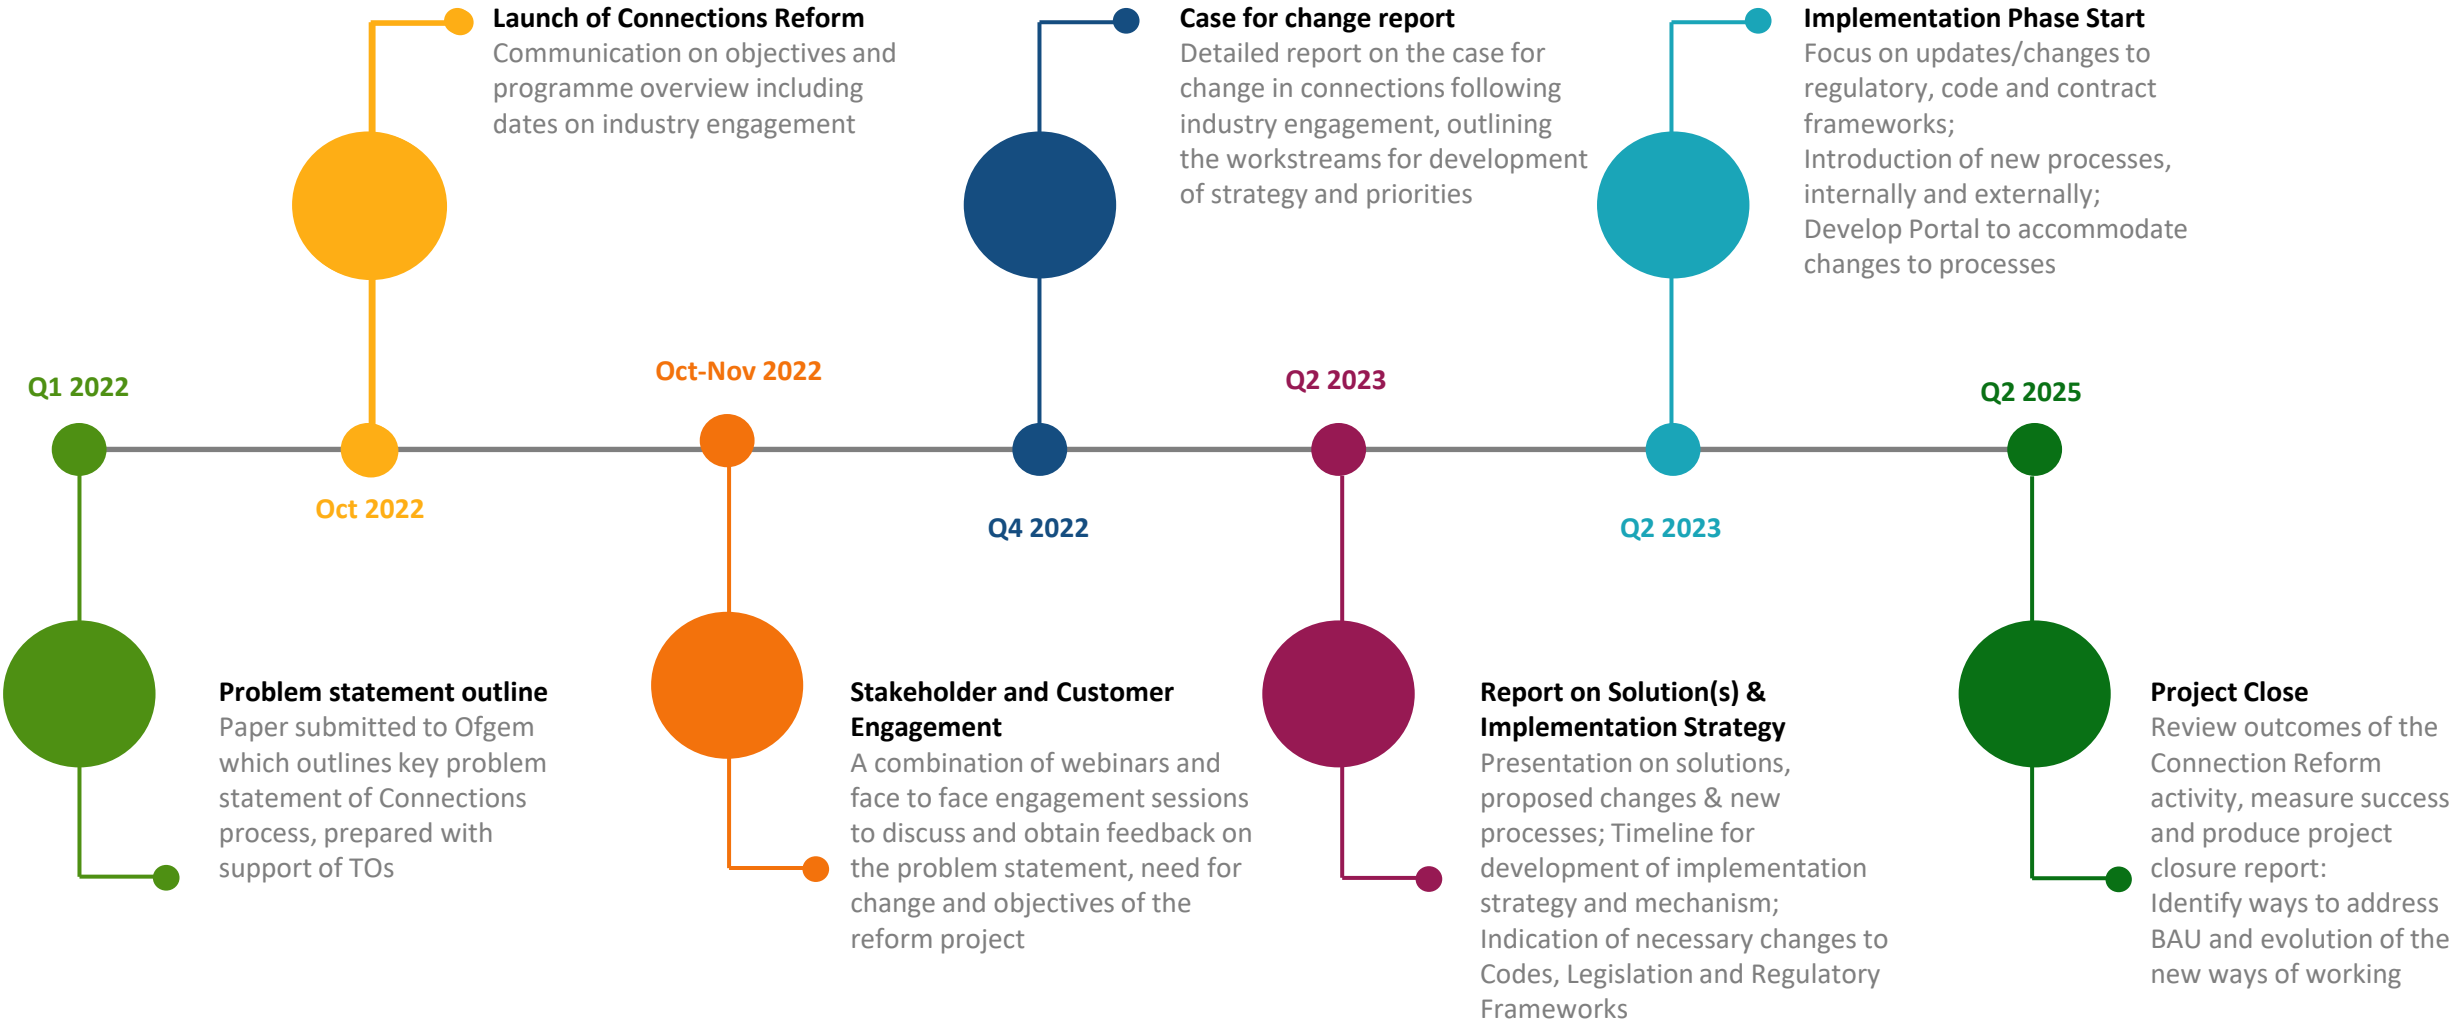 Launch of Connections Reform
Communication on objectives and
programme overview including
dates on industry engagement
Case for change report
Detailed report on the case for
change in connections following
industry engagement, outlining
the workstreams for development
of strategy and priorities
Implementation Phase Start
Focus on updates/changes to
regulatory, code and contract
frameworks;
Introduction of new processes,
internally and externally;
Develop Portal to accommodate
changes to processes
Q1 2022
Oct 2022
Oct-Nov 2022
Q4 2022
Q2 2023
Q2 2023
Q2 2025
Problem statement outline
Paper submitted to Ofgem
which outlines key problem
statement of Connections
process, prepared with
support of TOs
Stakeholder and Customer
Engagement
A combination of webinars and
face to face engagement sessions
to discuss and obtain feedback on
the problem statement, need for
change and objectives of the
reform project
Report on Solution(s) &
Implementation Strategy
Presentation on solutions,
proposed changes & new
processes; Timeline for
development of implementation
strategy and mechanism;
Indication of necessary changes to
Codes, Legislation and Regulatory
Frameworks
Project Close
Review outcomes of the
Connection Reform
activity, measure success
and produce project
closure report:
Identify ways to address
BAU and evolution of the
new ways of working